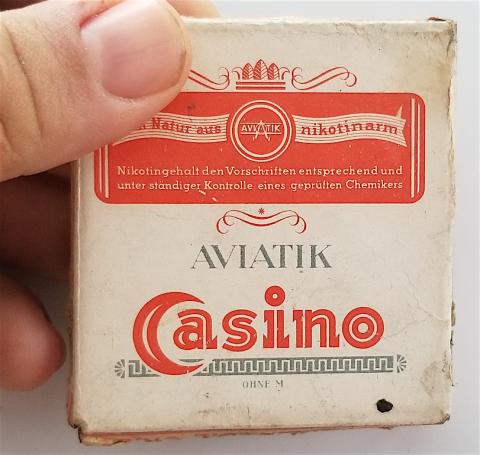 Natur aus AVIATIK nikotinarm
Nikotingehalt den Vorschriften entsprechend und
unter ständiger Kontrolle eines geprüften Chemikers
AVIATIK
Casino
OHNE M